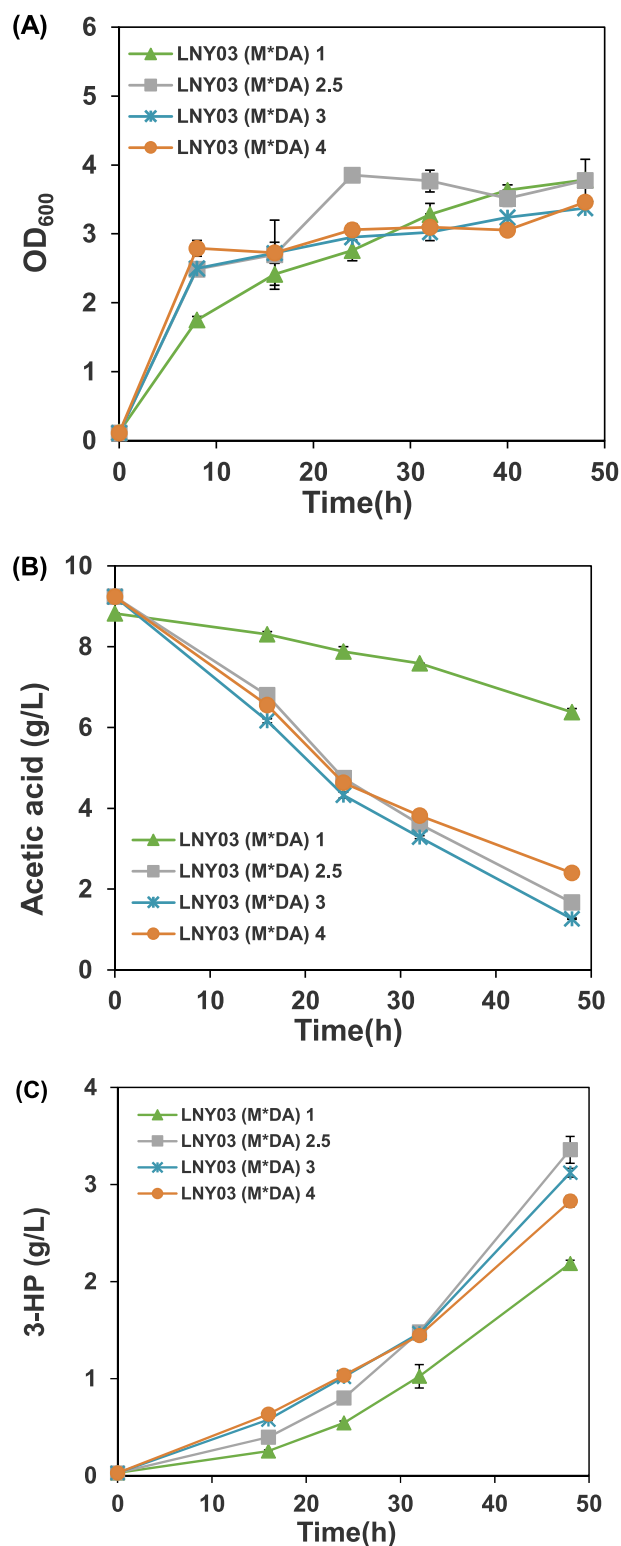 (A)
6
5
4
3
2
1
0
OD600
LNY03 (M*DA) 1
LNY03 (M*DA) 2.5
LNY03 (M*DA) 3
LNY03 (M*DA) 4
0 10 20 30 40 50
Time(h)
(B)
10
8
6
4
2
0
Acetic acid (g/L)
LNY03 (M*DA) 1
LNY03 (M*DA) 2.5
LNY03 (M*DA) 3
LNY03 (M*DA) 4
0 10 20 30 40 50
Time(h)
(C)
4
3
2
1
0
3-HP (g/L)
LNY03 (M*DA) 1
LNY03 (M*DA) 2.5
LNY03 (M*DA) 3
LNY03 (M*DA) 4
0 10 20 30 40 50
Time(h)